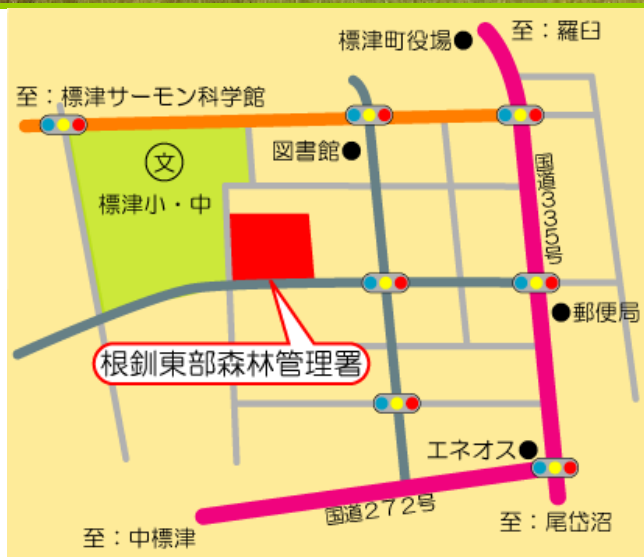 至：羅臼
標津町役場
至：標津サーモン科学館
図書館
文
標津小・中
国道３３５号
郵便局
根釧東部森林管理署
エネオス
国道２７２号
至：中標津
至：尾岱沼